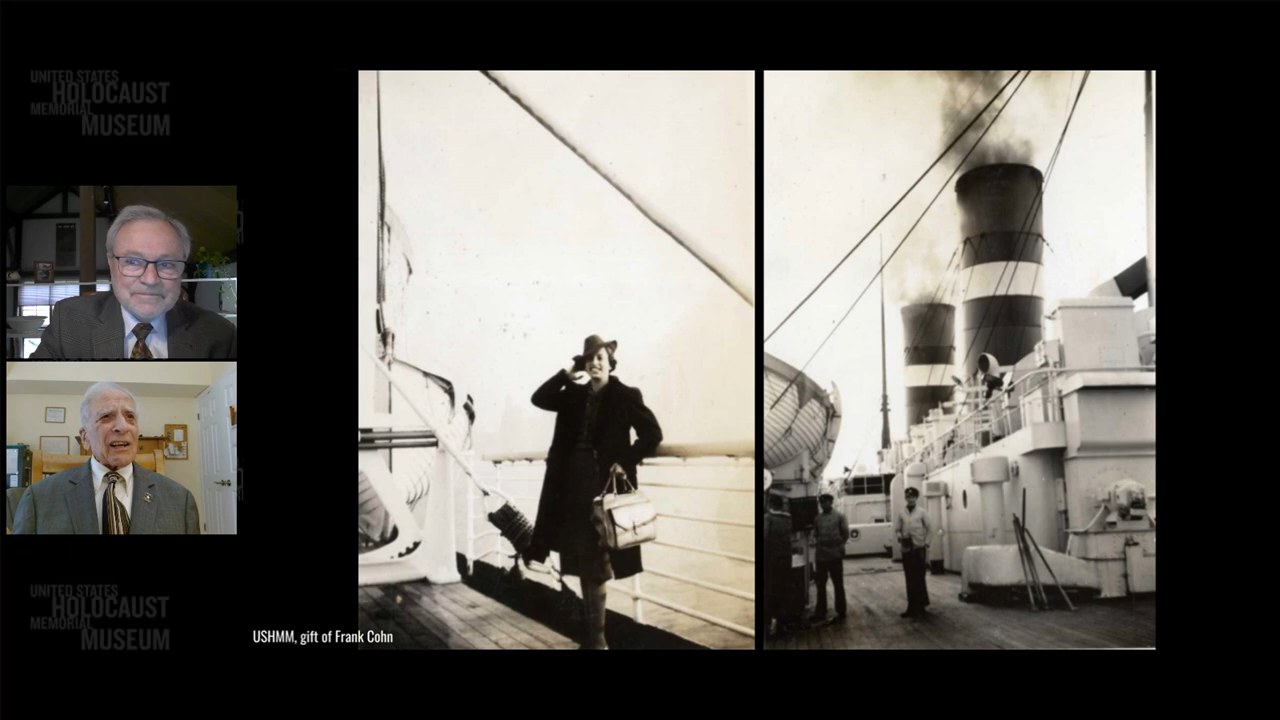 UNITED STATES
HOLOCAUST
MEMORIAL
MUSEUM
USHMM, gift of Frank Cohn
UNITED STATES
HOLOCAUST
MEMORIAL
MUSEUM